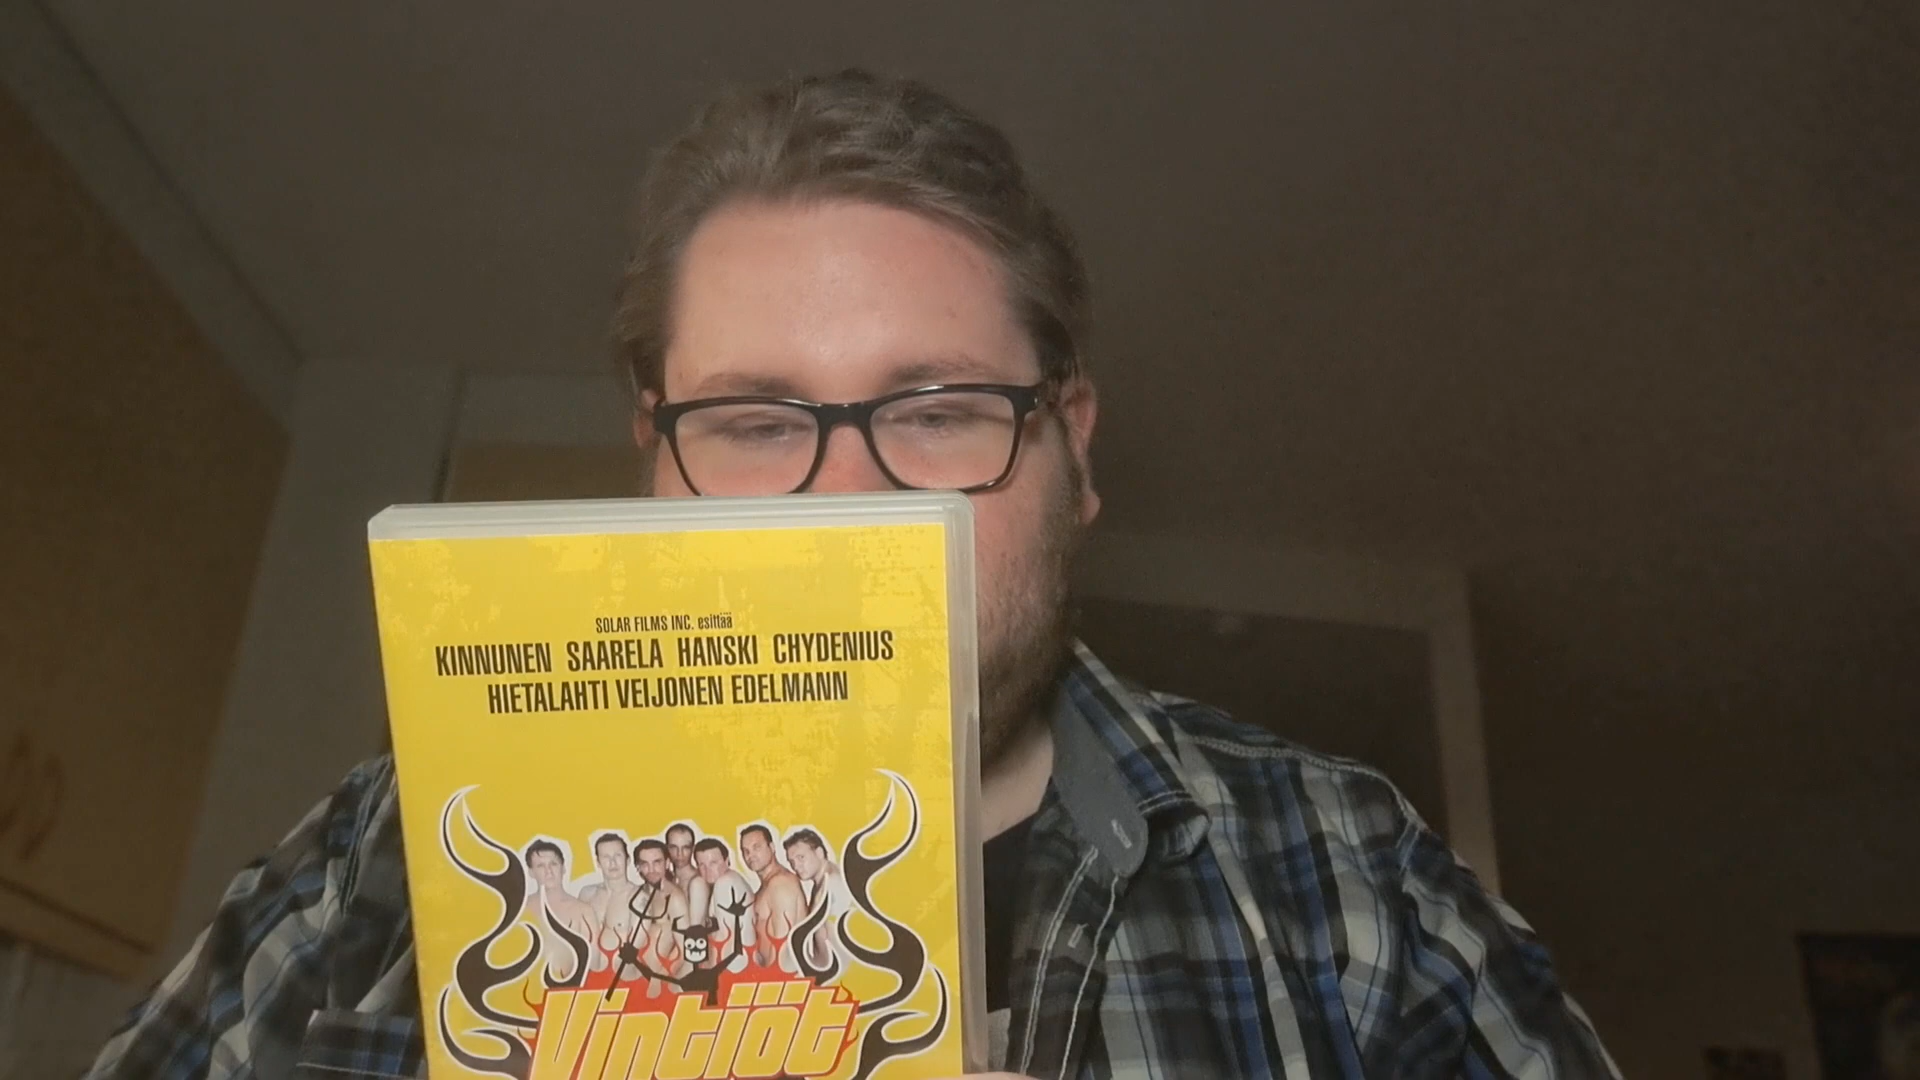 SOLAR FILMS INC. esittää
KINNUNEN SAARELA HANSKI CHYDENIUS
HIETALAHTI VEIJONEN EDELMANN
Vintiöt